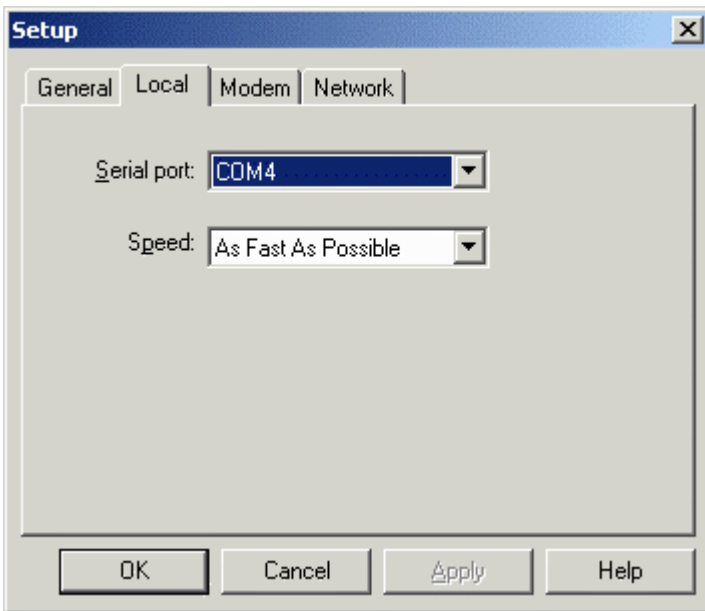 Setup
General Local Modem Network
Serial port: COM4
Speed: As Fast As Possible
OK Cancel Apply Help